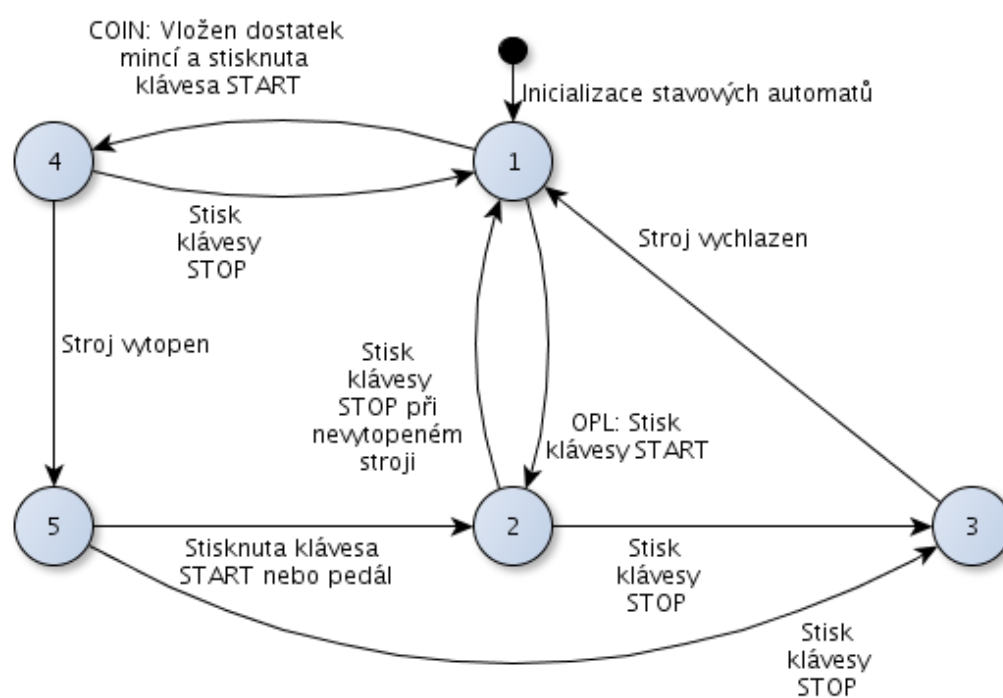 COIN: Vložen dostatek
mincí a stisknuta
klávesa START
Inicializace stavových automatů
4
1
Stisk
klávesy
STOP
Stroj vychlazen
Stroj vytopen
Stisk
klávesy
STOP při
nevytopeném
stroji
OPL: Stisk
klávesy START
5
2
3
Stisknuta klávesa
START nebo pedál
Stisk
klávesy
STOP
Stisk
klávesy
STOP